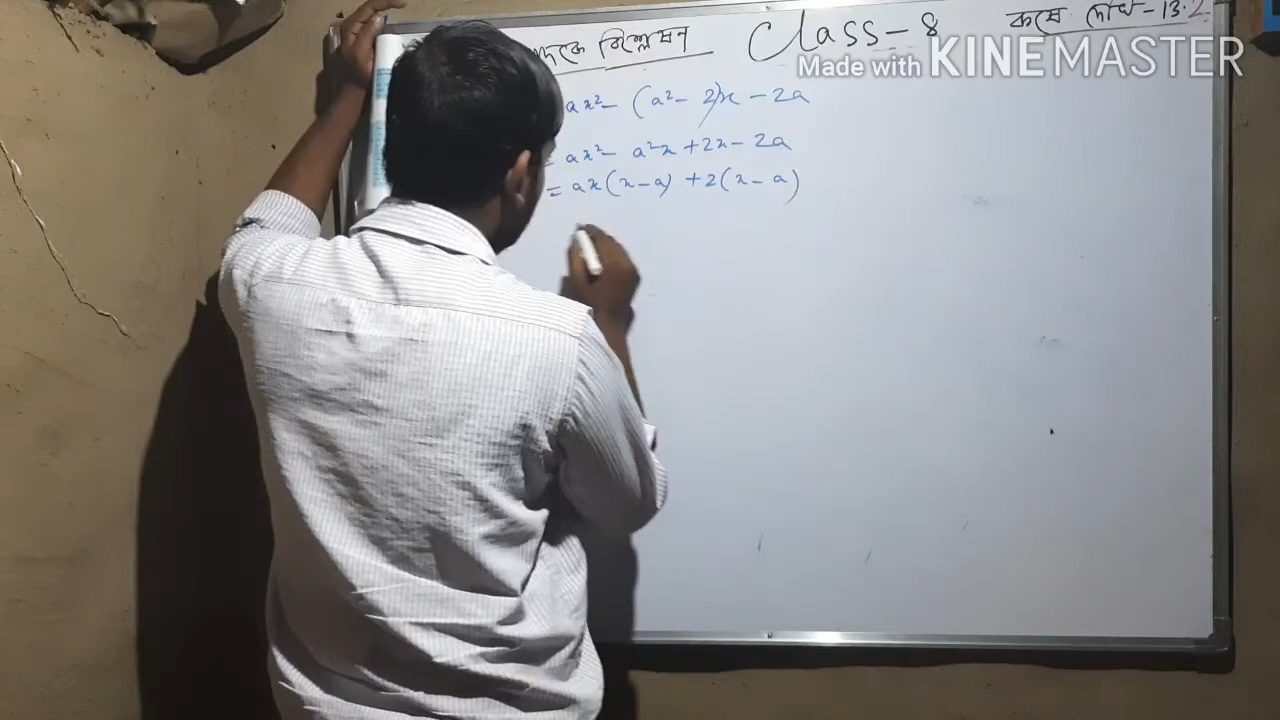 বিশ্লেষণ Class - 8 কষে দেখি - 13.2
Made with KINEMASTER
ax² - (a² - 2)x - 2a
= ax² - a²x + 2x - 2a
= ax(x - a) + 2(x - a)